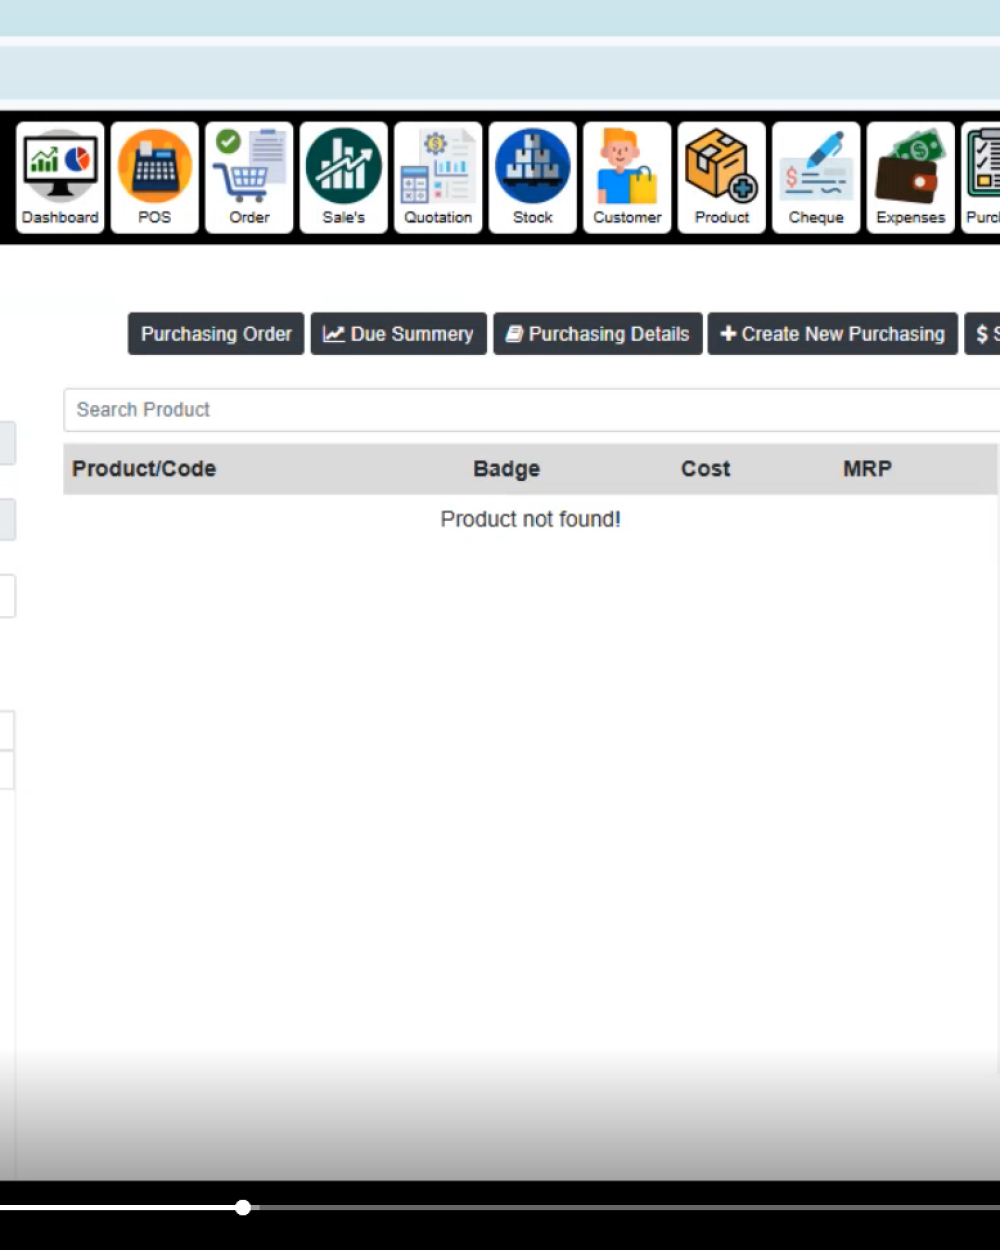 Dashboard POS Order Sale's Quotation Stock Customer Product Cheque Expenses
Purchasing Order Due Summery Purchasing Details + Create New Purchasing $
Search Product
Product/Code Badge Cost MRP
Product not found!